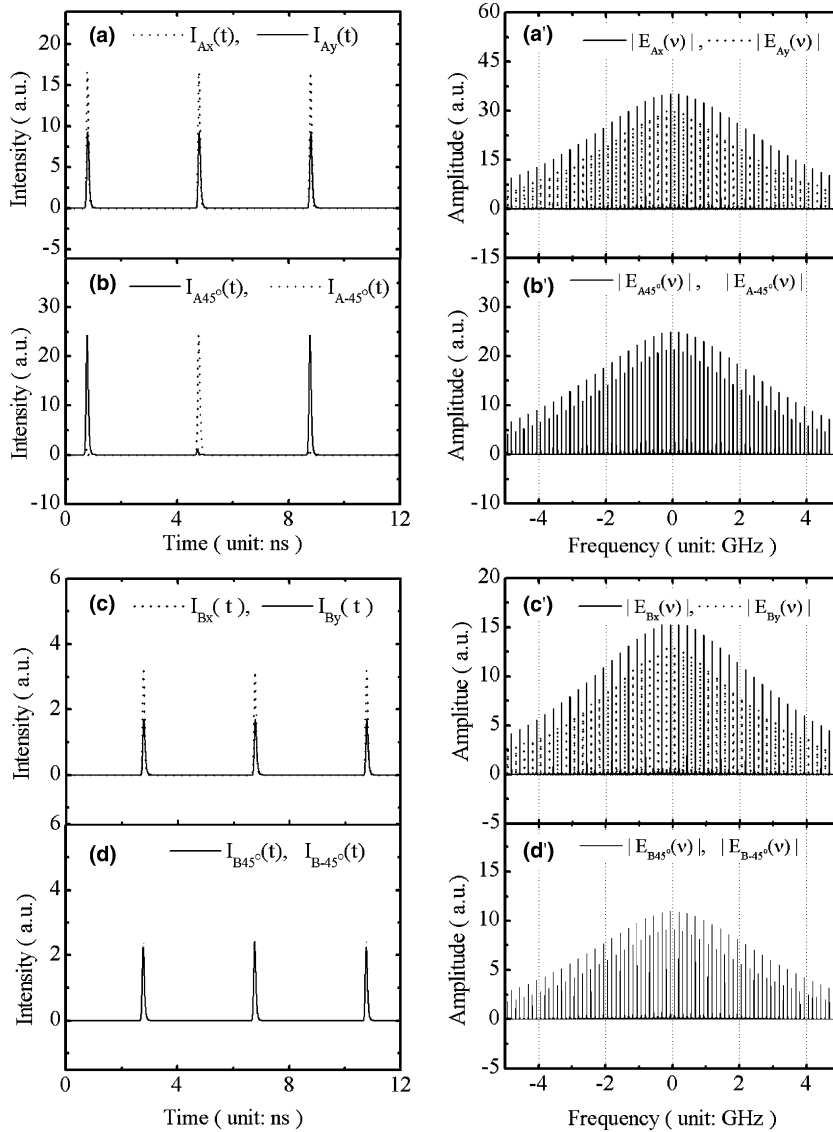 (a) I_Ax(t), I_Ay(t)
Intensity ( a.u.)
20
15
10
5
0
-5
(a') | E_Ax(ν) | , | E_Ay(ν) |
Amplitude ( a.u.)
60
45
30
15
0
-15
(b) I_A45°(t), I_A-45°(t)
Intensity ( a.u.)
30
20
10
0
-10
0 4 8 12
Time ( unit: ns )
(b') | E_A45°(ν) |, | E_A-45°(ν) |
Amplitude ( a.u.)
35
30
20
10
0
-10
-4 -2 0 2 4
Frequency ( unit: GHz )
(c) I_Bx( t ), I_By( t )
Intensity ( a.u.)
6
4
2
0
6
(c') | E_Bx(ν) |, | E_By(ν) |
Amplitue ( a.u.)
20
15
10
5
0
-5
(d) I_B45°(t), I_B-45°(t)
Intensity ( a.u.)
4
2
0
0 4 8 12
Time ( unit: ns )
(d') | E_B45°(ν) |, | E_B-45°(ν) |
Amplitude ( a.u.)
15
10
5
0
-5
-4 -2 0 2 4
Frequency ( unit: GHz )